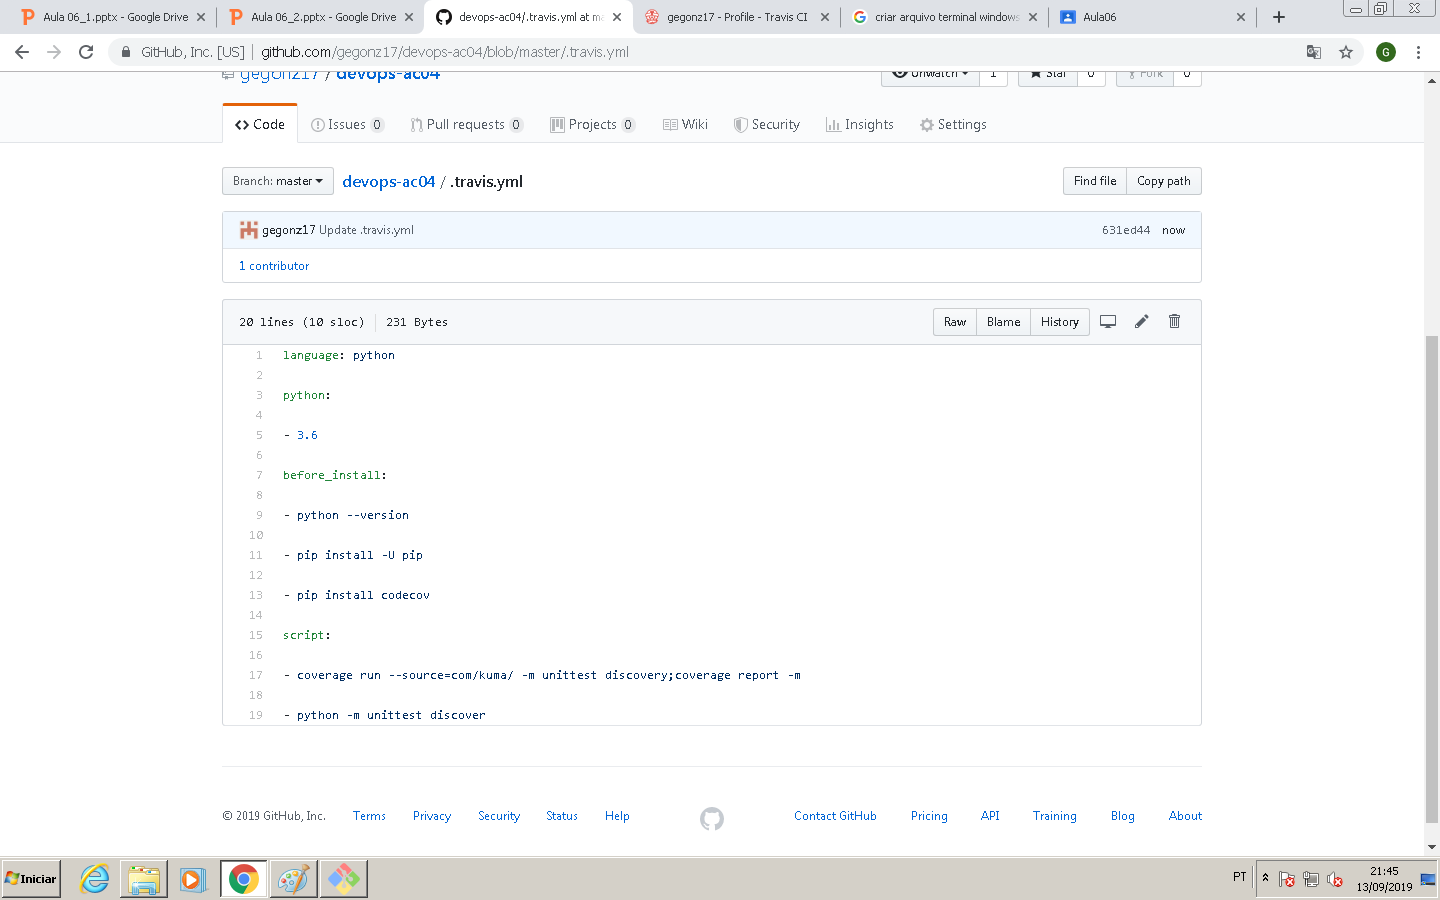 Aula 06_1.pptx - Google Drive
Aula 06_2.pptx - Google Drive
devops-ac04/.travis.yml at ma
gegonz17 - Profile - Travis CI
criar arquivo terminal windows
Aula06
GitHub, Inc. [US] | github.com/gegonz17/devops-ac04/blob/master/.travis.yml
G
gegonz17 / devops-ac04
Unwatch 1 Star 0 Fork 0
Code Issues 0 Pull requests 0 Projects 0 Wiki Security Insights Settings
Branch: master devops-ac04 / .travis.yml Find file Copy path
gegonz17 Update .travis.yml 631ed44 now
1 contributor
20 lines (10 sloc) 231 Bytes Raw Blame History
1 language: python
2
3 python:
4
5 - 3.6
6
7 before_install:
8
9 - python --version
10
11 - pip install -U pip
12
13 - pip install codecov
14
15 script:
16
17 - coverage run --source=com/kuma/ -m unittest discovery;coverage report -m
18
19 - python -m unittest discover
© 2019 GitHub, Inc. Terms Privacy Security Status Help Contact GitHub Pricing API Training Blog About
Iniciar PT 21:45
13/09/2019